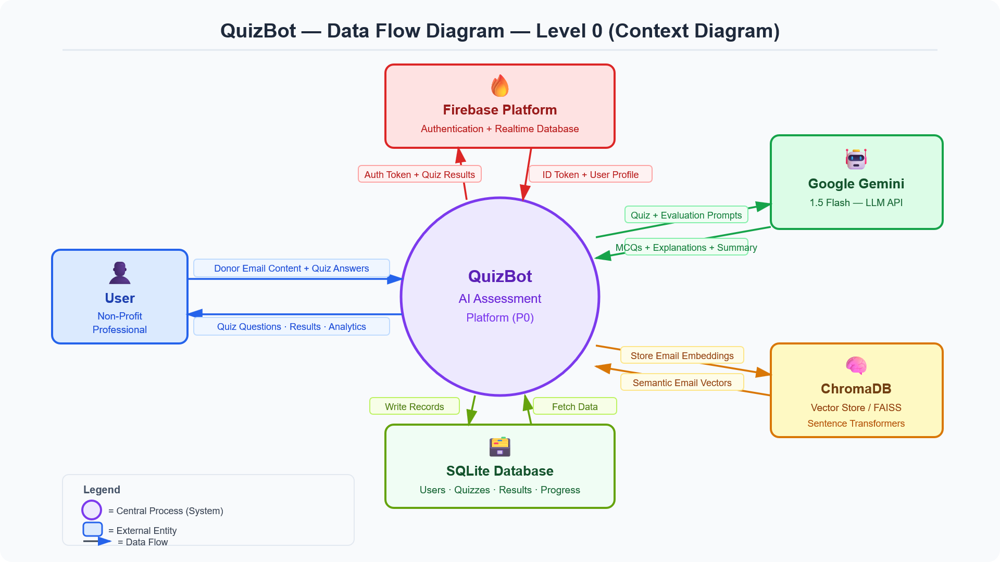 QuizBot — Data Flow Diagram — Level 0 (Context Diagram)
Firebase Platform
Authentication + Realtime Database
Auth Token + Quiz Results
ID Token + User Profile
Google Gemini
1.5 Flash — LLM API
Quiz + Evaluation Prompts
MCQs + Explanations + Summary
User
Non-Profit
Professional
Donor Email Content + Quiz Answers
Quiz Questions · Results · Analytics
QuizBot
AI Assessment
Platform (P0)
Store Email Embeddings
Semantic Email Vectors
ChromaDB
Vector Store / FAISS
Sentence Transformers
Write Records
Fetch Data
SQLite Database
Users · Quizzes · Results · Progress
Legend
= Central Process (System)
= External Entity
= Data Flow